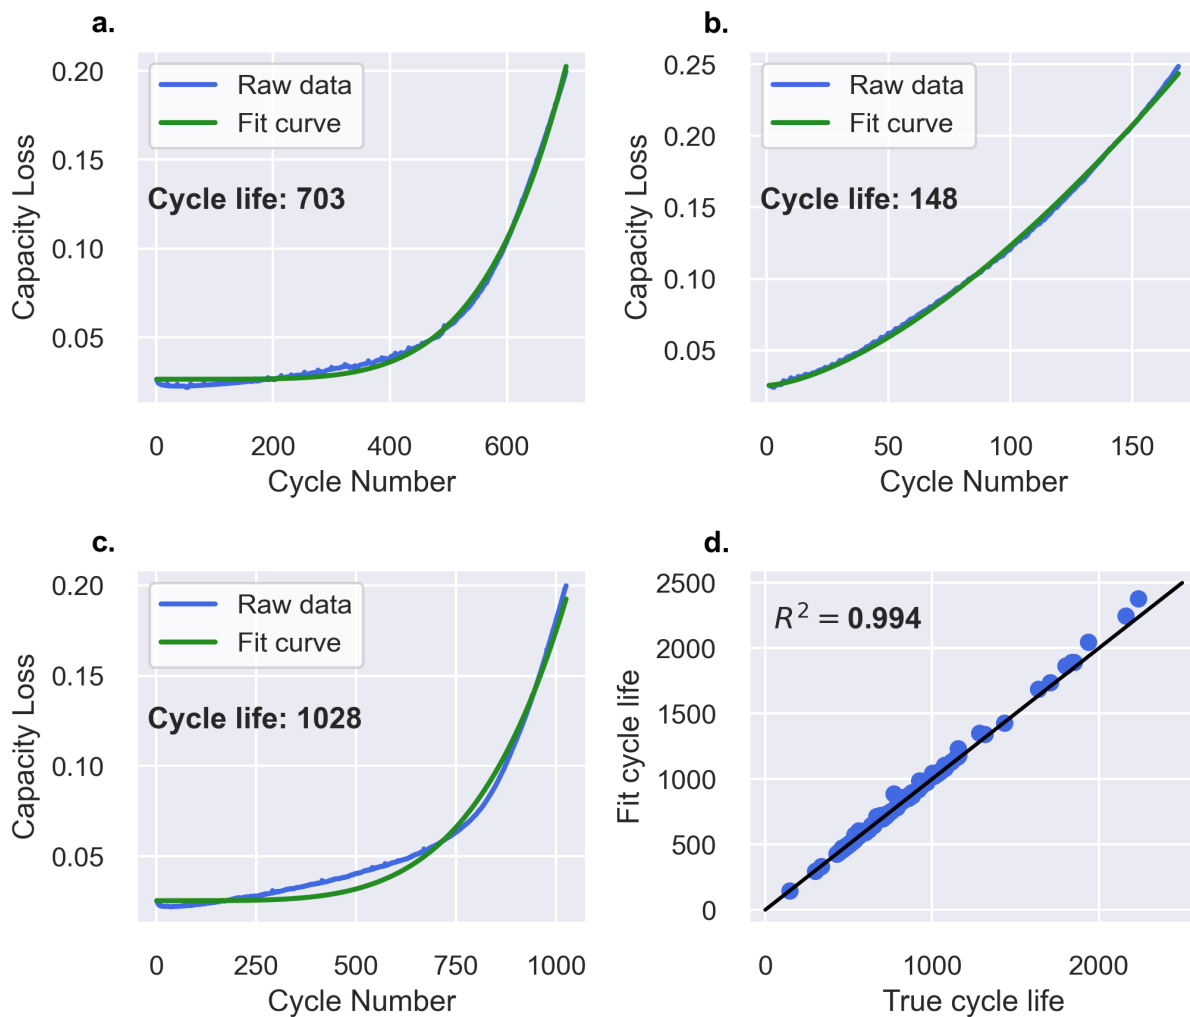 a.
Capacity Loss
0.20
0.15
0.10
0.05
Raw data
Fit curve
Cycle life: 703
0 200 400 600
Cycle Number
b.
Capacity Loss
0.25
0.20
0.15
0.10
0.05
Raw data
Fit curve
Cycle life: 148
0 50 100 150
Cycle Number
c.
Capacity Loss
0.20
0.15
0.10
0.05
Raw data
Fit curve
Cycle life: 1028
0 250 500 750 1000
Cycle Number
d.
Fit cycle life
2500
2000
1500
1000
500
0
R² = 0.994
0 1000 2000
True cycle life